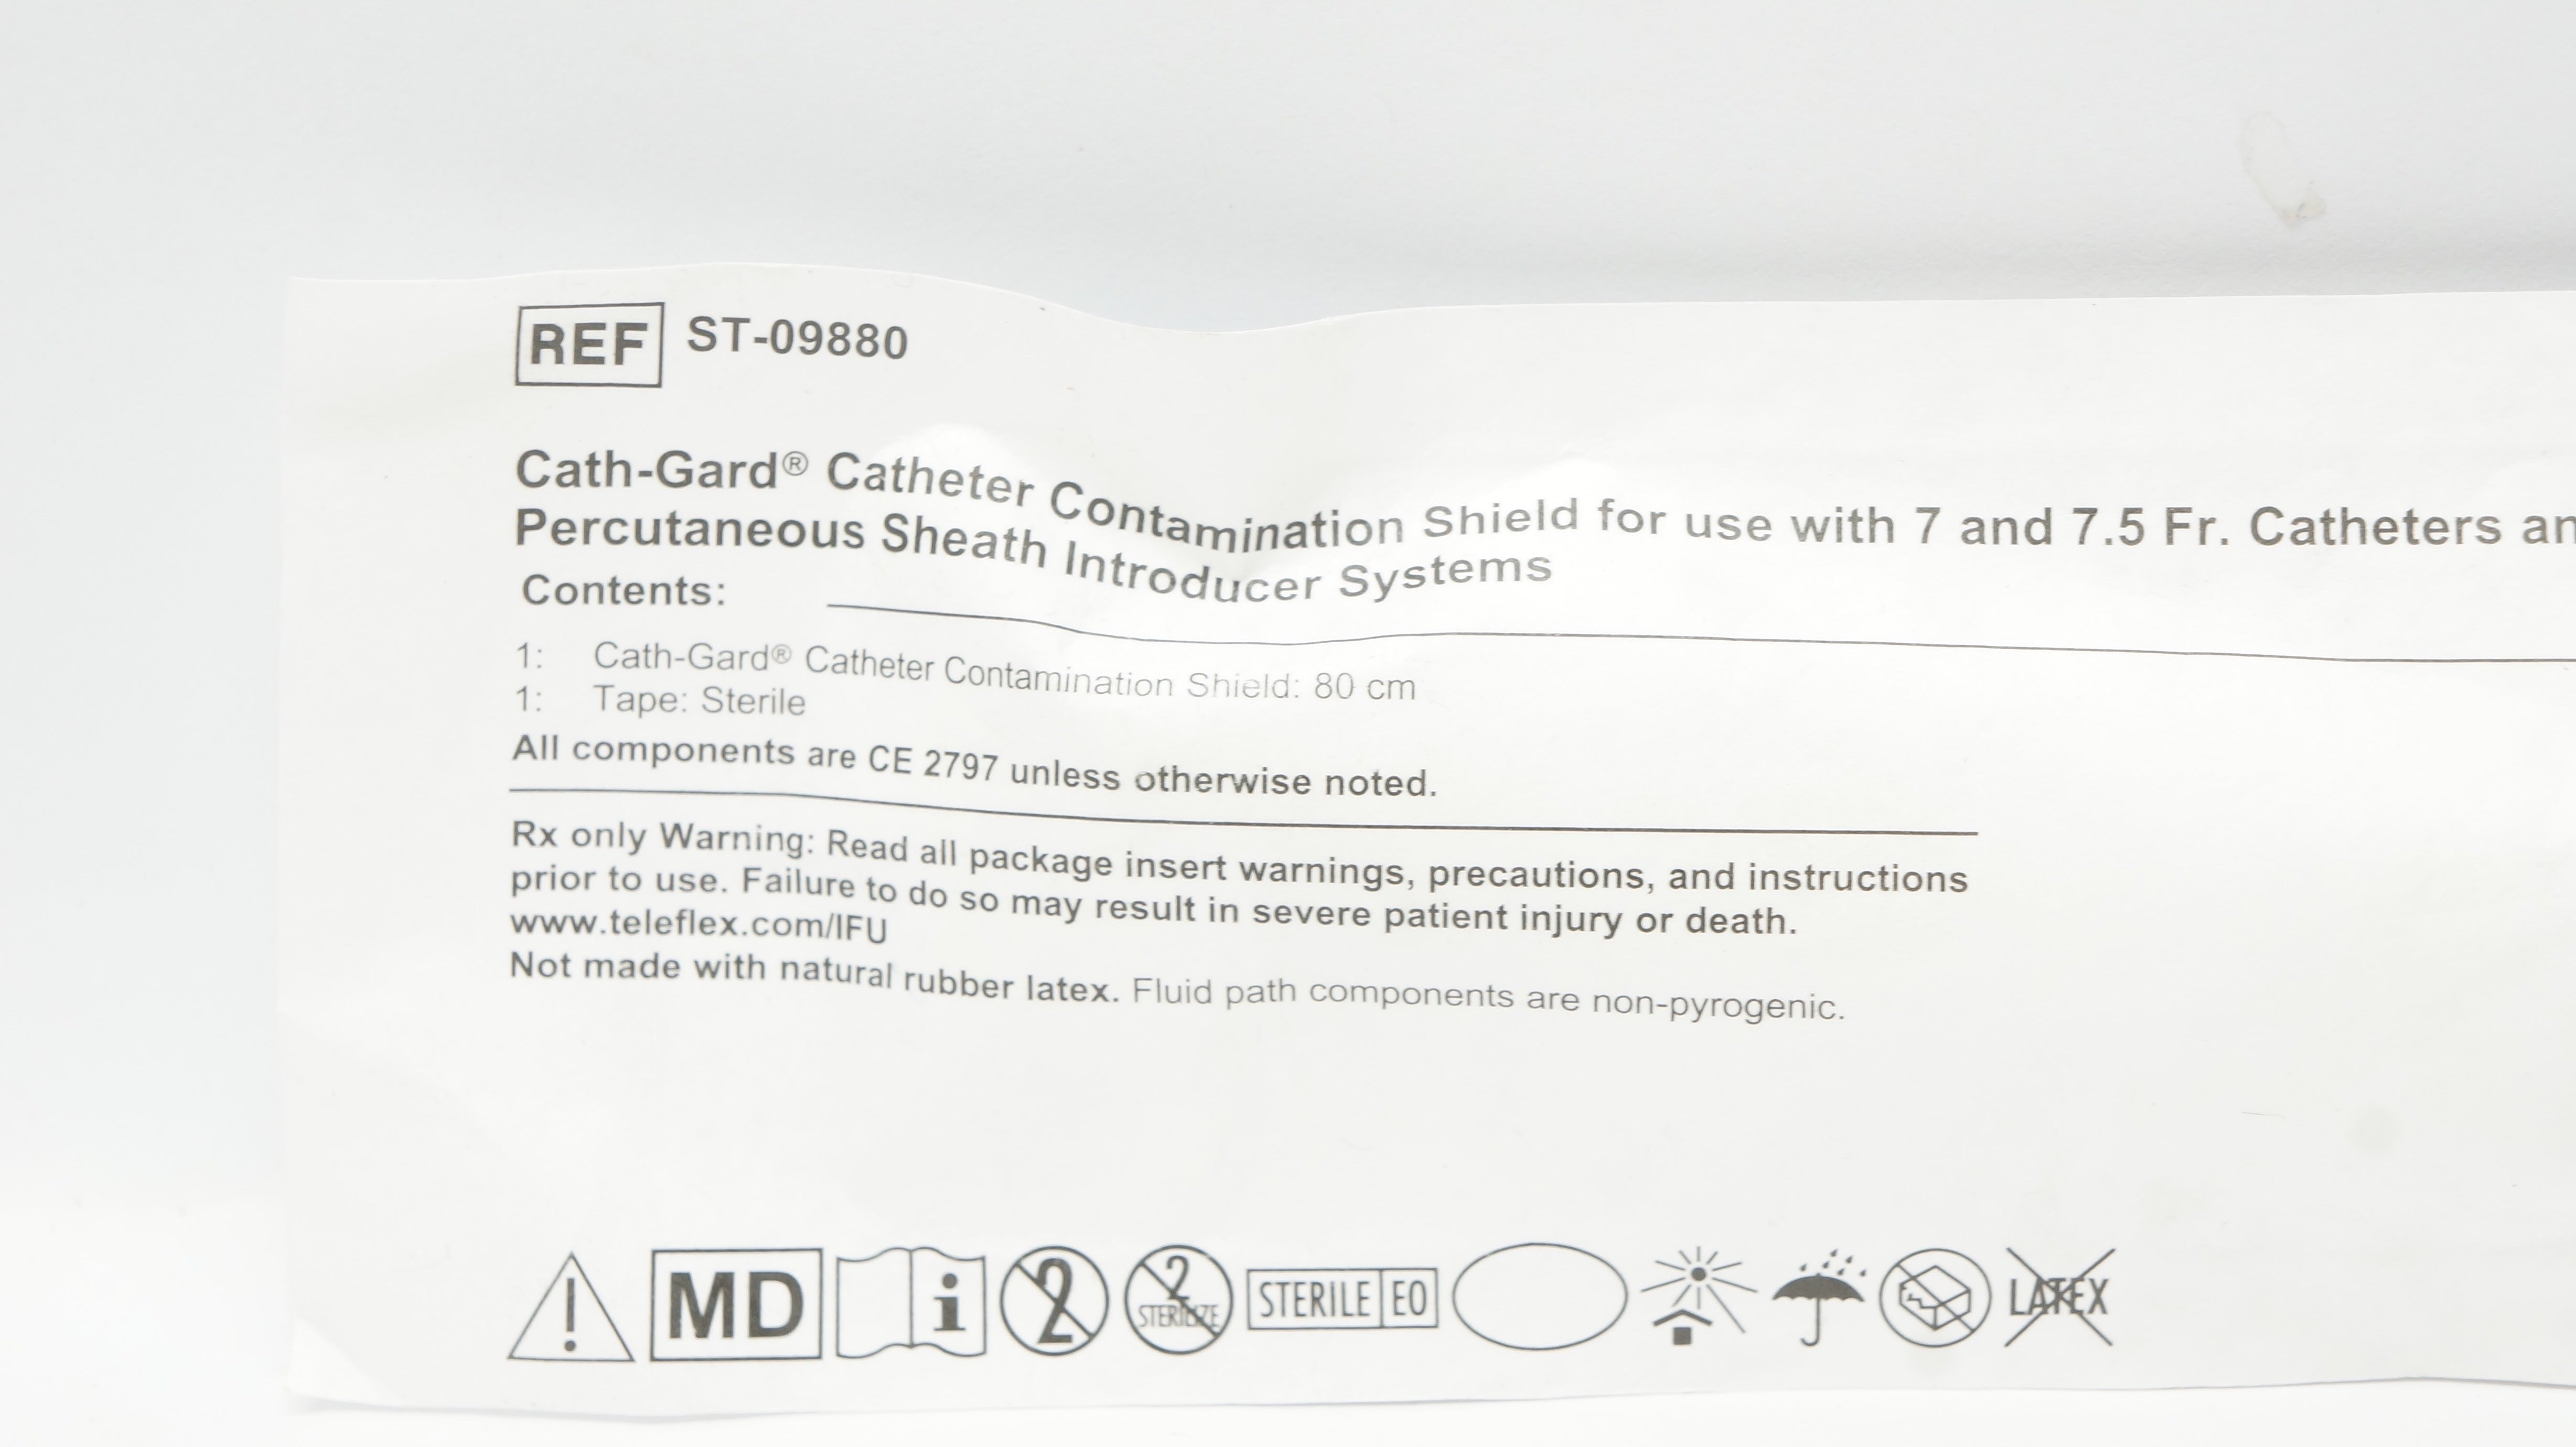 REF ST-09880
Cath-Gard® Catheter Contamination Shield for use with 7 and 7.5 Fr. Catheters an
Percutaneous Sheath Introducer Systems
Contents:
1: Cath-Gard® Catheter Contamination Shield: 80 cm
1: Tape: Sterile
All components are CE 2797 unless otherwise noted.
Rx only Warning: Read all package insert warnings, precautions, and instructions
prior to use. Failure to do so may result in severe patient injury or death.
www.teleflex.com/IFU
Not made with natural rubber latex. Fluid path components are non-pyrogenic.
! MD i 2 2 STERILIZE STERILE EO LATEX